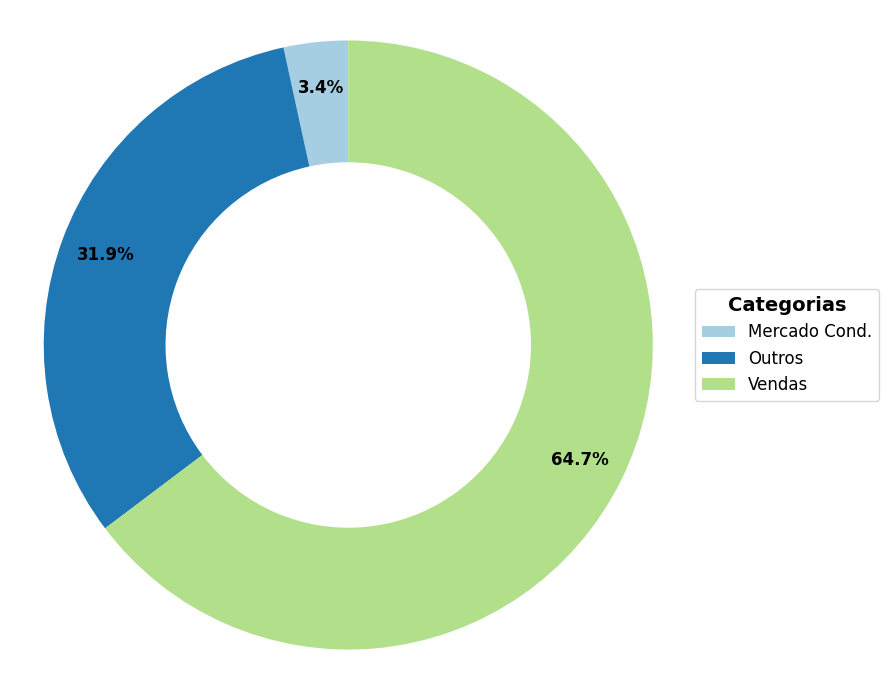 3.4%
31.9%
64.7%
Categorias
Mercado Cond.
Outros
Vendas